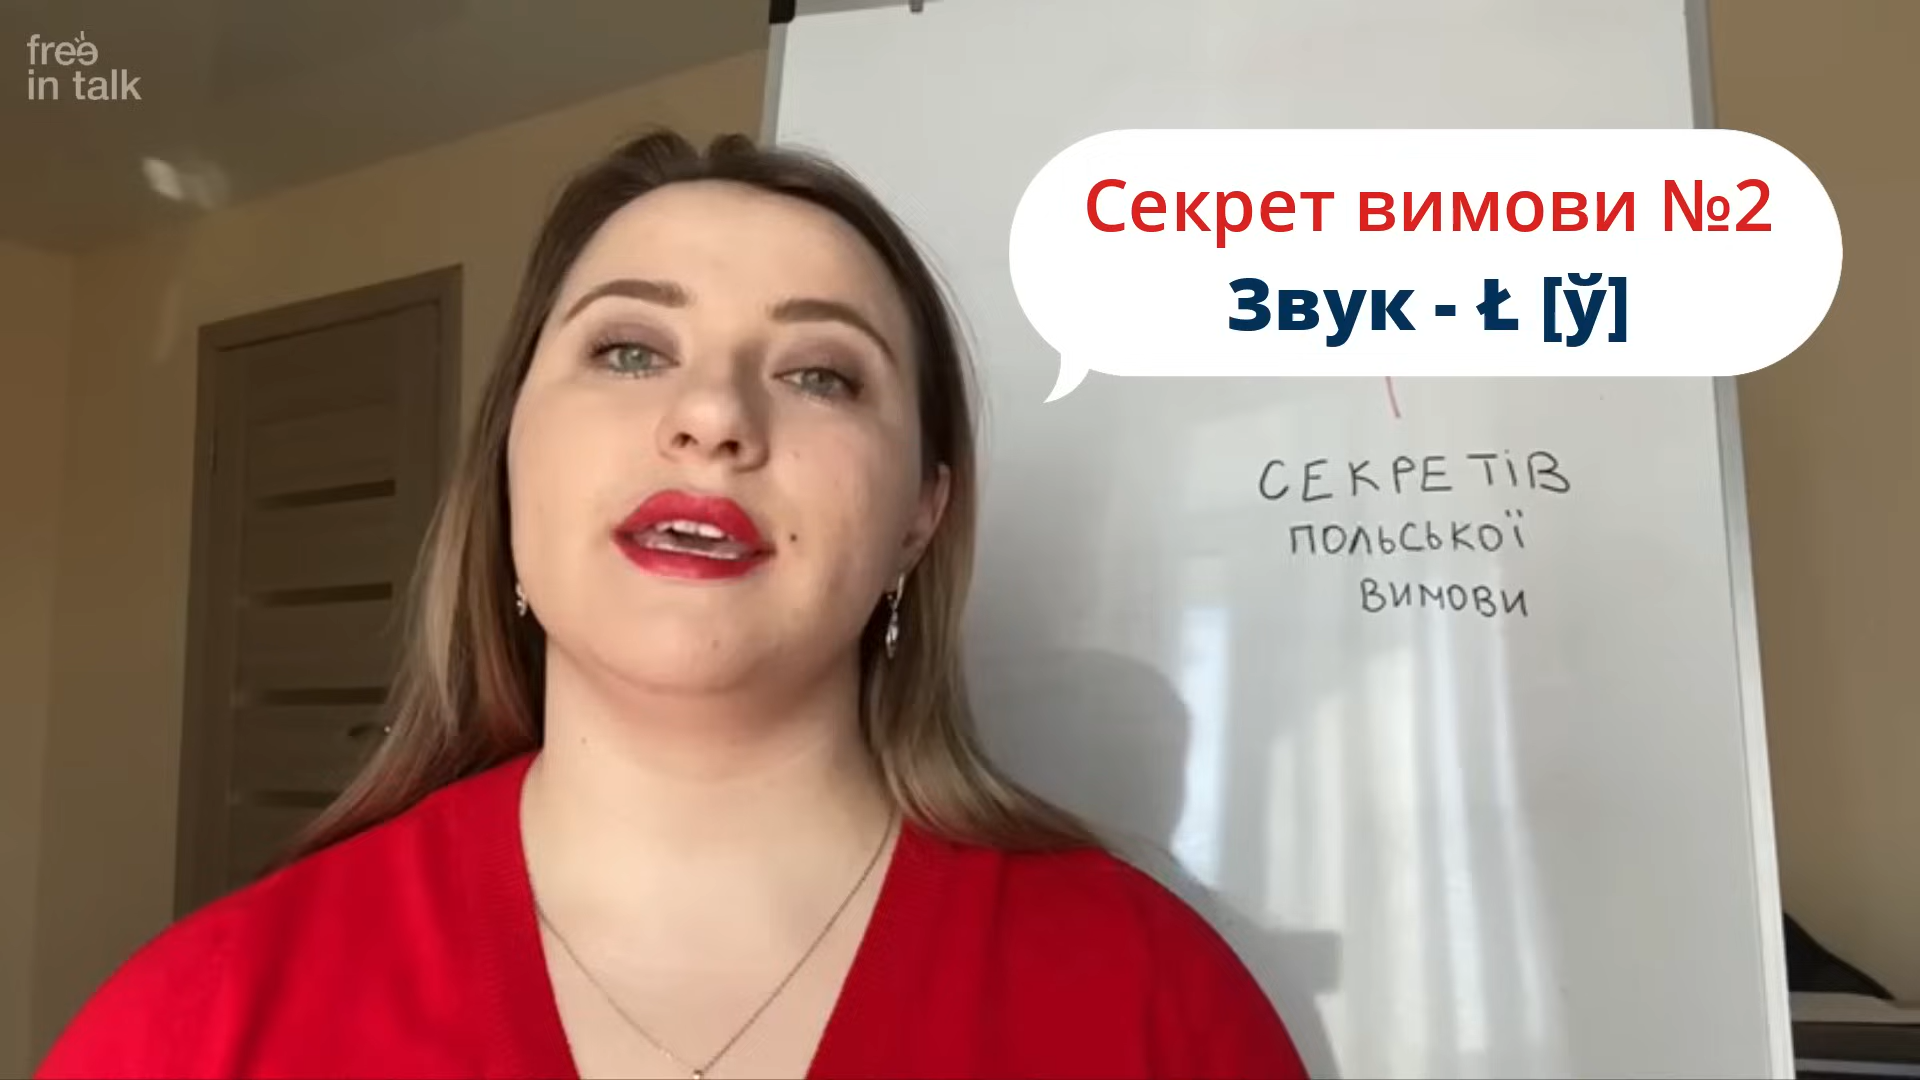 free
in talk
Секрет вимови №2
Звук - Ł [ў]
СЕКРЕТІВ
ПОЛЬСЬКОЇ
ВИМОВИ